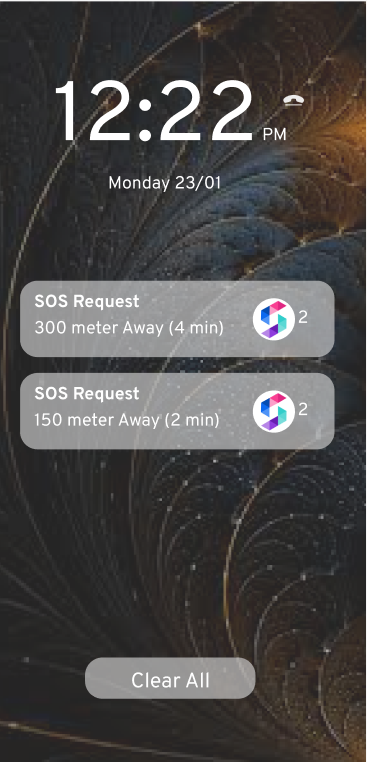 12:22 PM
Monday 23/01
SOS Request
300 meter Away (4 min)
2
SOS Request
150 meter Away (2 min)
2
Clear All